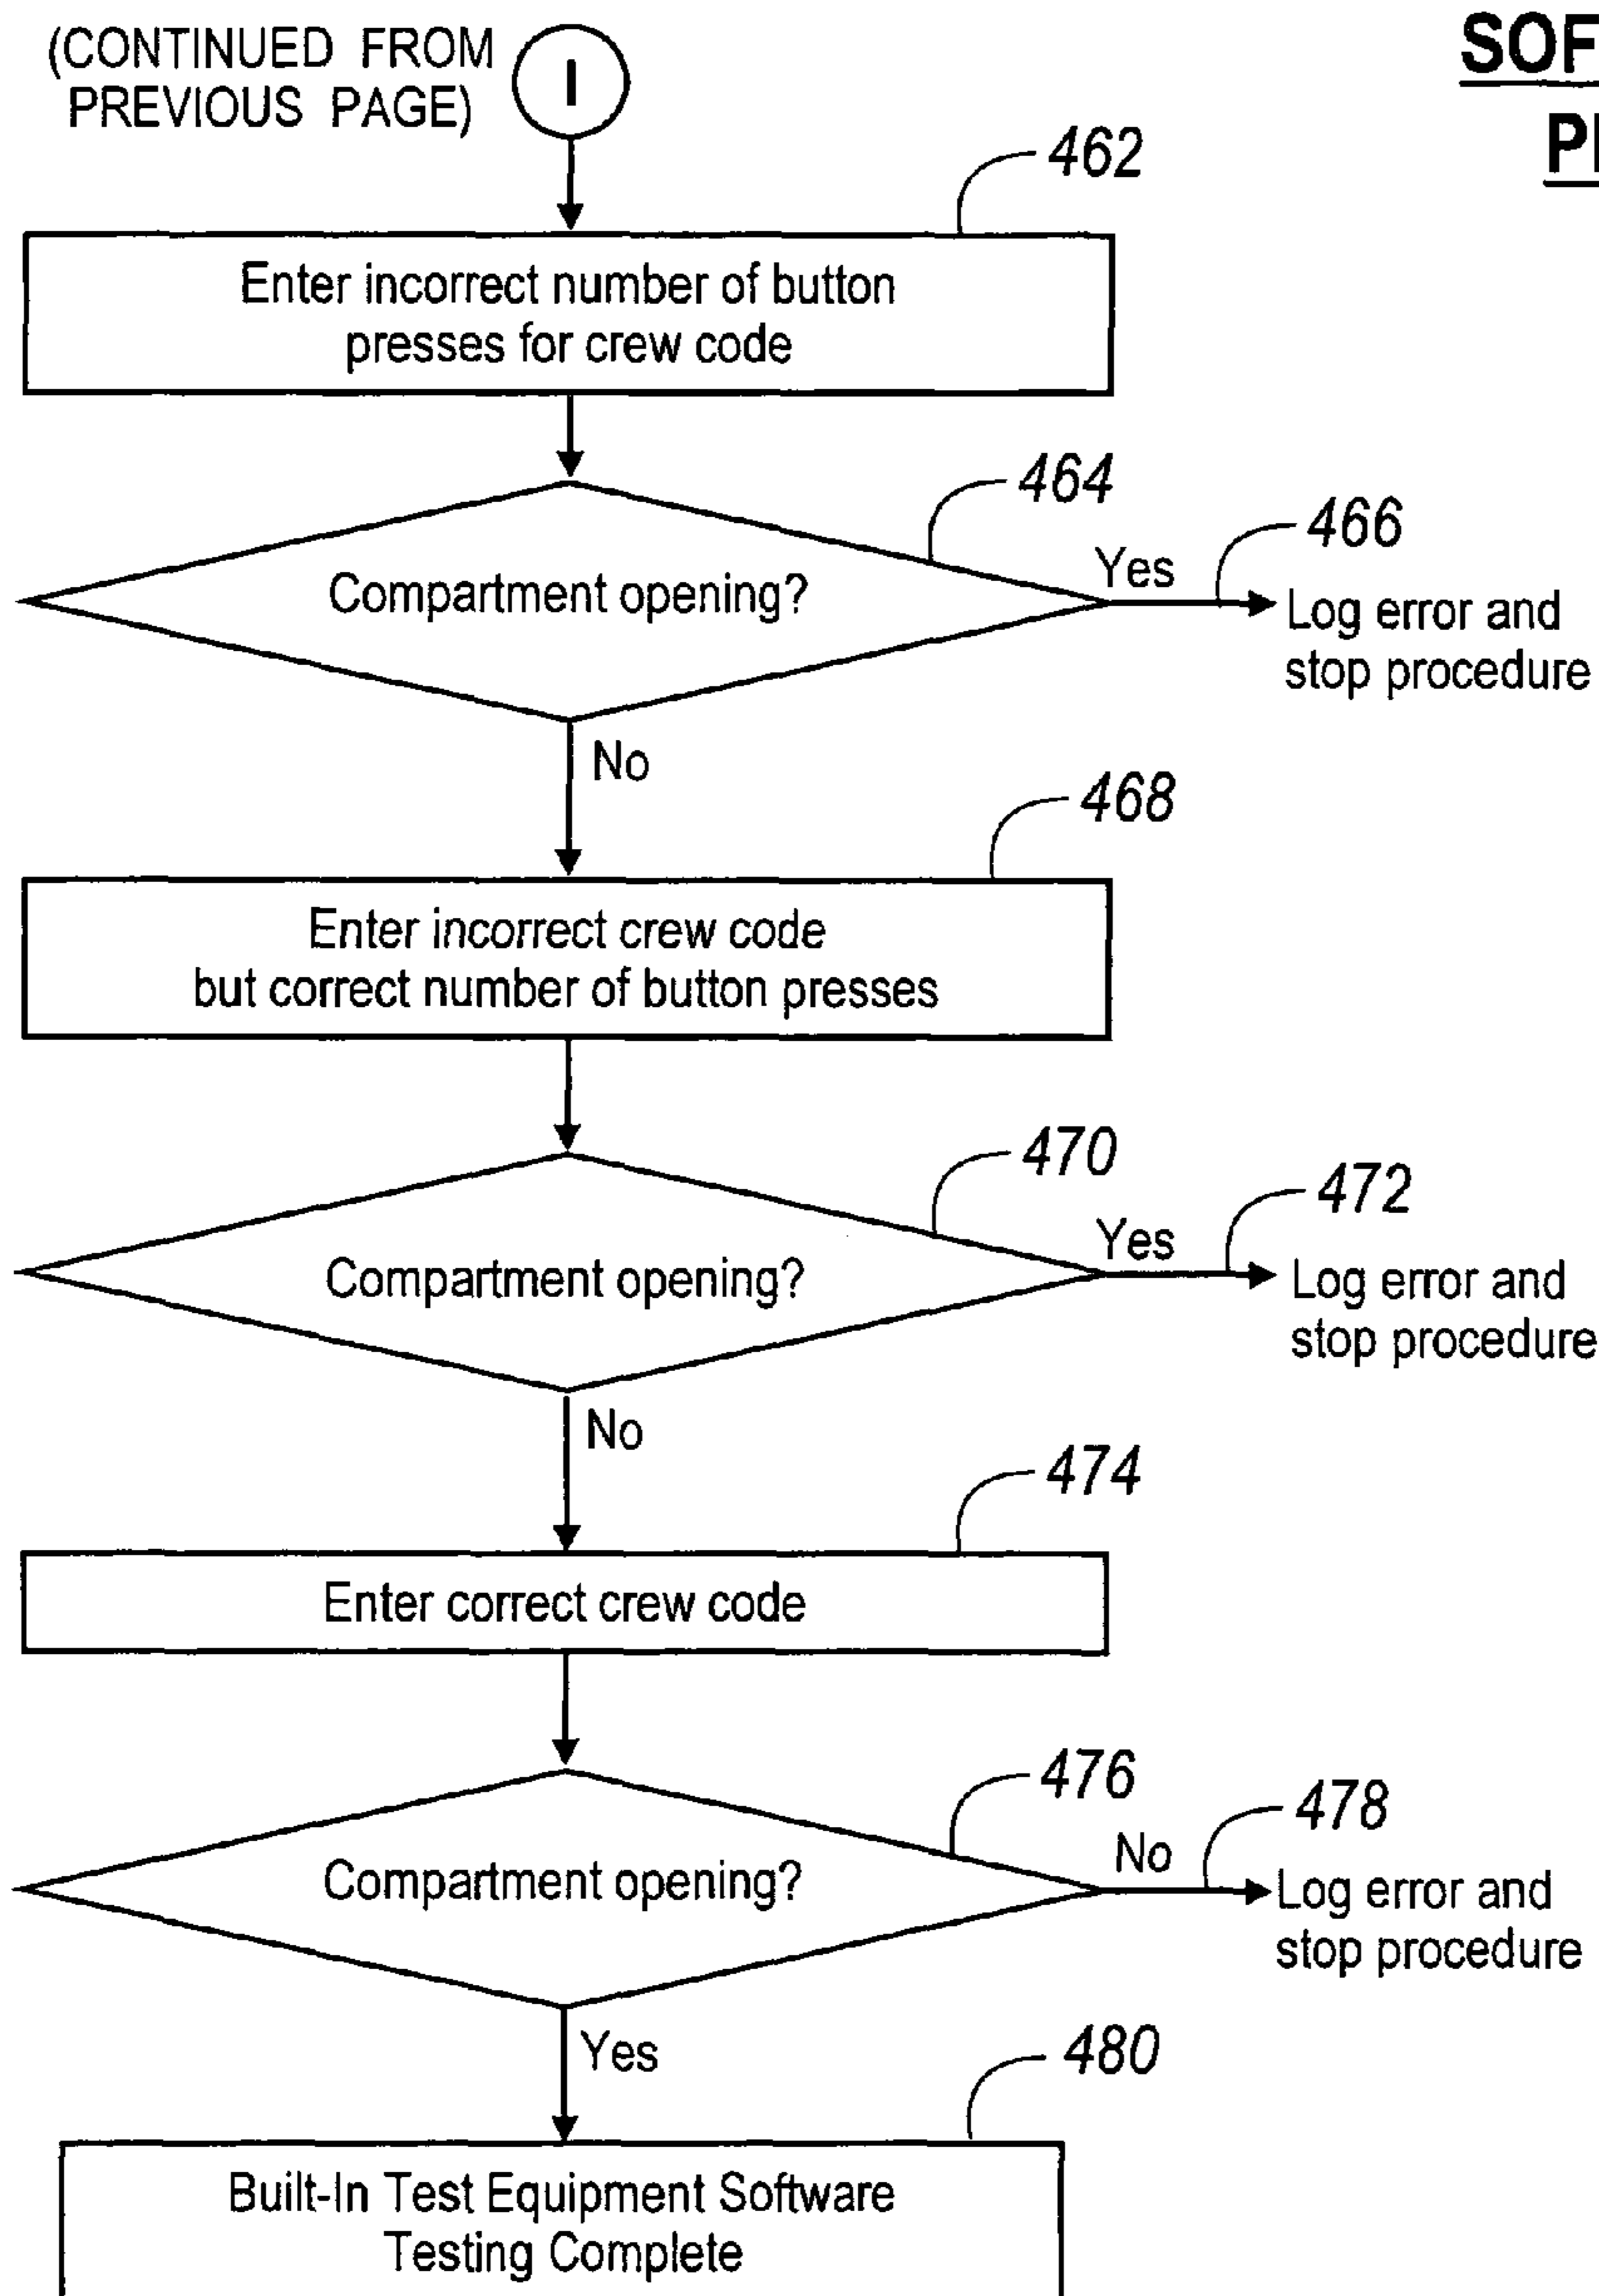 (CONTINUED FROM
PREVIOUS PAGE)
I
462
Enter incorrect number of button
presses for crew code
464
Compartment opening?
Yes
466
Log error and
stop procedure
No
468
Enter incorrect crew code
but correct number of button presses
470
Compartment opening?
Yes
472
Log error and
stop procedure
No
474
Enter correct crew code
476
Compartment opening?
No
478
Log error and
stop procedure
Yes
480
Built-In Test Equipment Software
Testing Complete